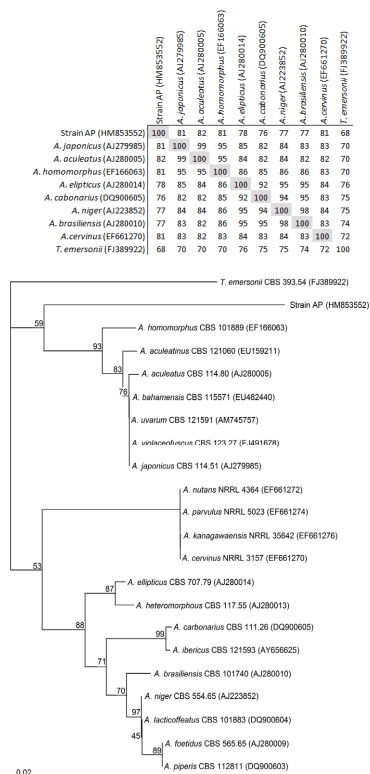 Strain AP (HM853552)
A. japonicus (AJ279985)
A. aculeatus (AJ280005)
A. homomorphus (EF166063)
A. elipticus (AJ280014)
A. cabonarius (DQ900605)
A. niger (AJ223852)
A. brasiliensis (AJ280010)
A. cervinus (EF661270)
T. emersonii (FJ389922)
Strain AP (HM853552) 100 81 82 81 78 76 77 77 81 68
A. japonicus (AJ279985) 81 100 99 95 85 82 84 83 83 70
A. aculeatus (AJ280005) 82 99 100 95 84 82 84 82 82 70
A. homomorphus (EF166063) 81 95 95 100 86 85 86 86 83 70
A. elipticus (AJ280014) 78 85 84 86 100 92 95 95 84 76
A. cabonarius (DQ900605) 76 82 82 85 92 100 94 95 83 75
A. niger (AJ223852) 77 84 84 86 95 94 100 98 84 75
A. brasiliensis (AJ280010) 77 83 82 86 95 95 98 100 83 74
A.cervinus (EF661270) 81 83 82 83 84 83 84 83 100 72
T. emersonii (FJ389922) 68 70 70 70 76 75 75 74 72 100
T. emersonii CBS 393.54 (FJ389922)
Strain AP (HM853552)
59
A. homomorphus CBS 101889 (EF166063)
93
A. aculeatinus CBS 121060 (EU159211)
83
A. aculeatus CBS 114.80 (AJ280005)
76
A. bahamensis CBS 115571 (EU482440)
A. uvarum CBS 121591 (AM745757)
A. violaceofuscus CBS 123.27 (FJ491678)
A. japonicus CBS 114.51 (AJ279985)
A. nutans NRRL 4364 (EF661272)
A. parvulus NRRL 5023 (EF661274)
A. kanagawaensis NRRL 35642 (EF661276)
A. cervinus NRRL 3157 (EF661270)
53
A. ellipticus CBS 707.79 (AJ280014)
87
A. heteromorphus CBS 117.55 (AJ280013)
88
A. carbonarius CBS 111.26 (DQ900605)
99
A. ibericus CBS 121593 (AY656625)
71
A. brasiliensis CBS 101740 (AJ280010)
70
A. niger CBS 554.65 (AJ223852)
97
A. lacticoffeatus CBS 101883 (DQ900604)
45
A. foetidus CBS 565.65 (AJ280009)
89
A. piperis CBS 112811 (DQ900603)
0.02